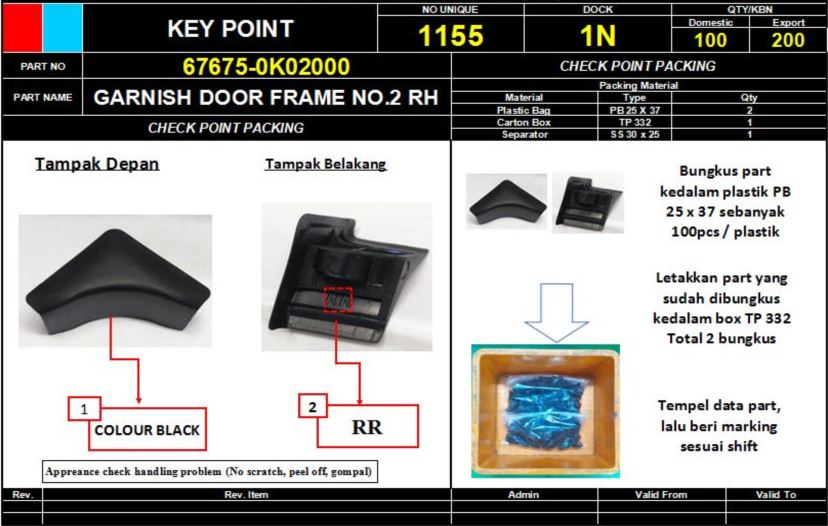 KEY POINT
NO UNIQUE
DOCK
QTY/KBN
Domestic
Export
1155
1N
100
200
PART NO
67675-0K02000
CHECK POINT PACKING
PART NAME
GARNISH DOOR FRAME NO.2 RH
Packing Material
Material Type Qty
Plastic Bag PB 25 X 37 2
Carton Box TP 332 1
Separator SS 30 x 25 1
CHECK POINT PACKING
Tampak Depan
Tampak Belakang
RR
1
COLOUR BLACK
2
RR
Appreance check handling problem (No scratch, peel off, gompal)
Bungkus part
kedalam plastik PB
25 x 37 sebanyak
100pcs / plastik
Letakkan part yang
sudah dibungkus
kedalam box TP 332
Total 2 bungkus
Tempel data part,
lalu beri marking
sesuai shift
Rev. Rev. Item Admin Valid From Valid To